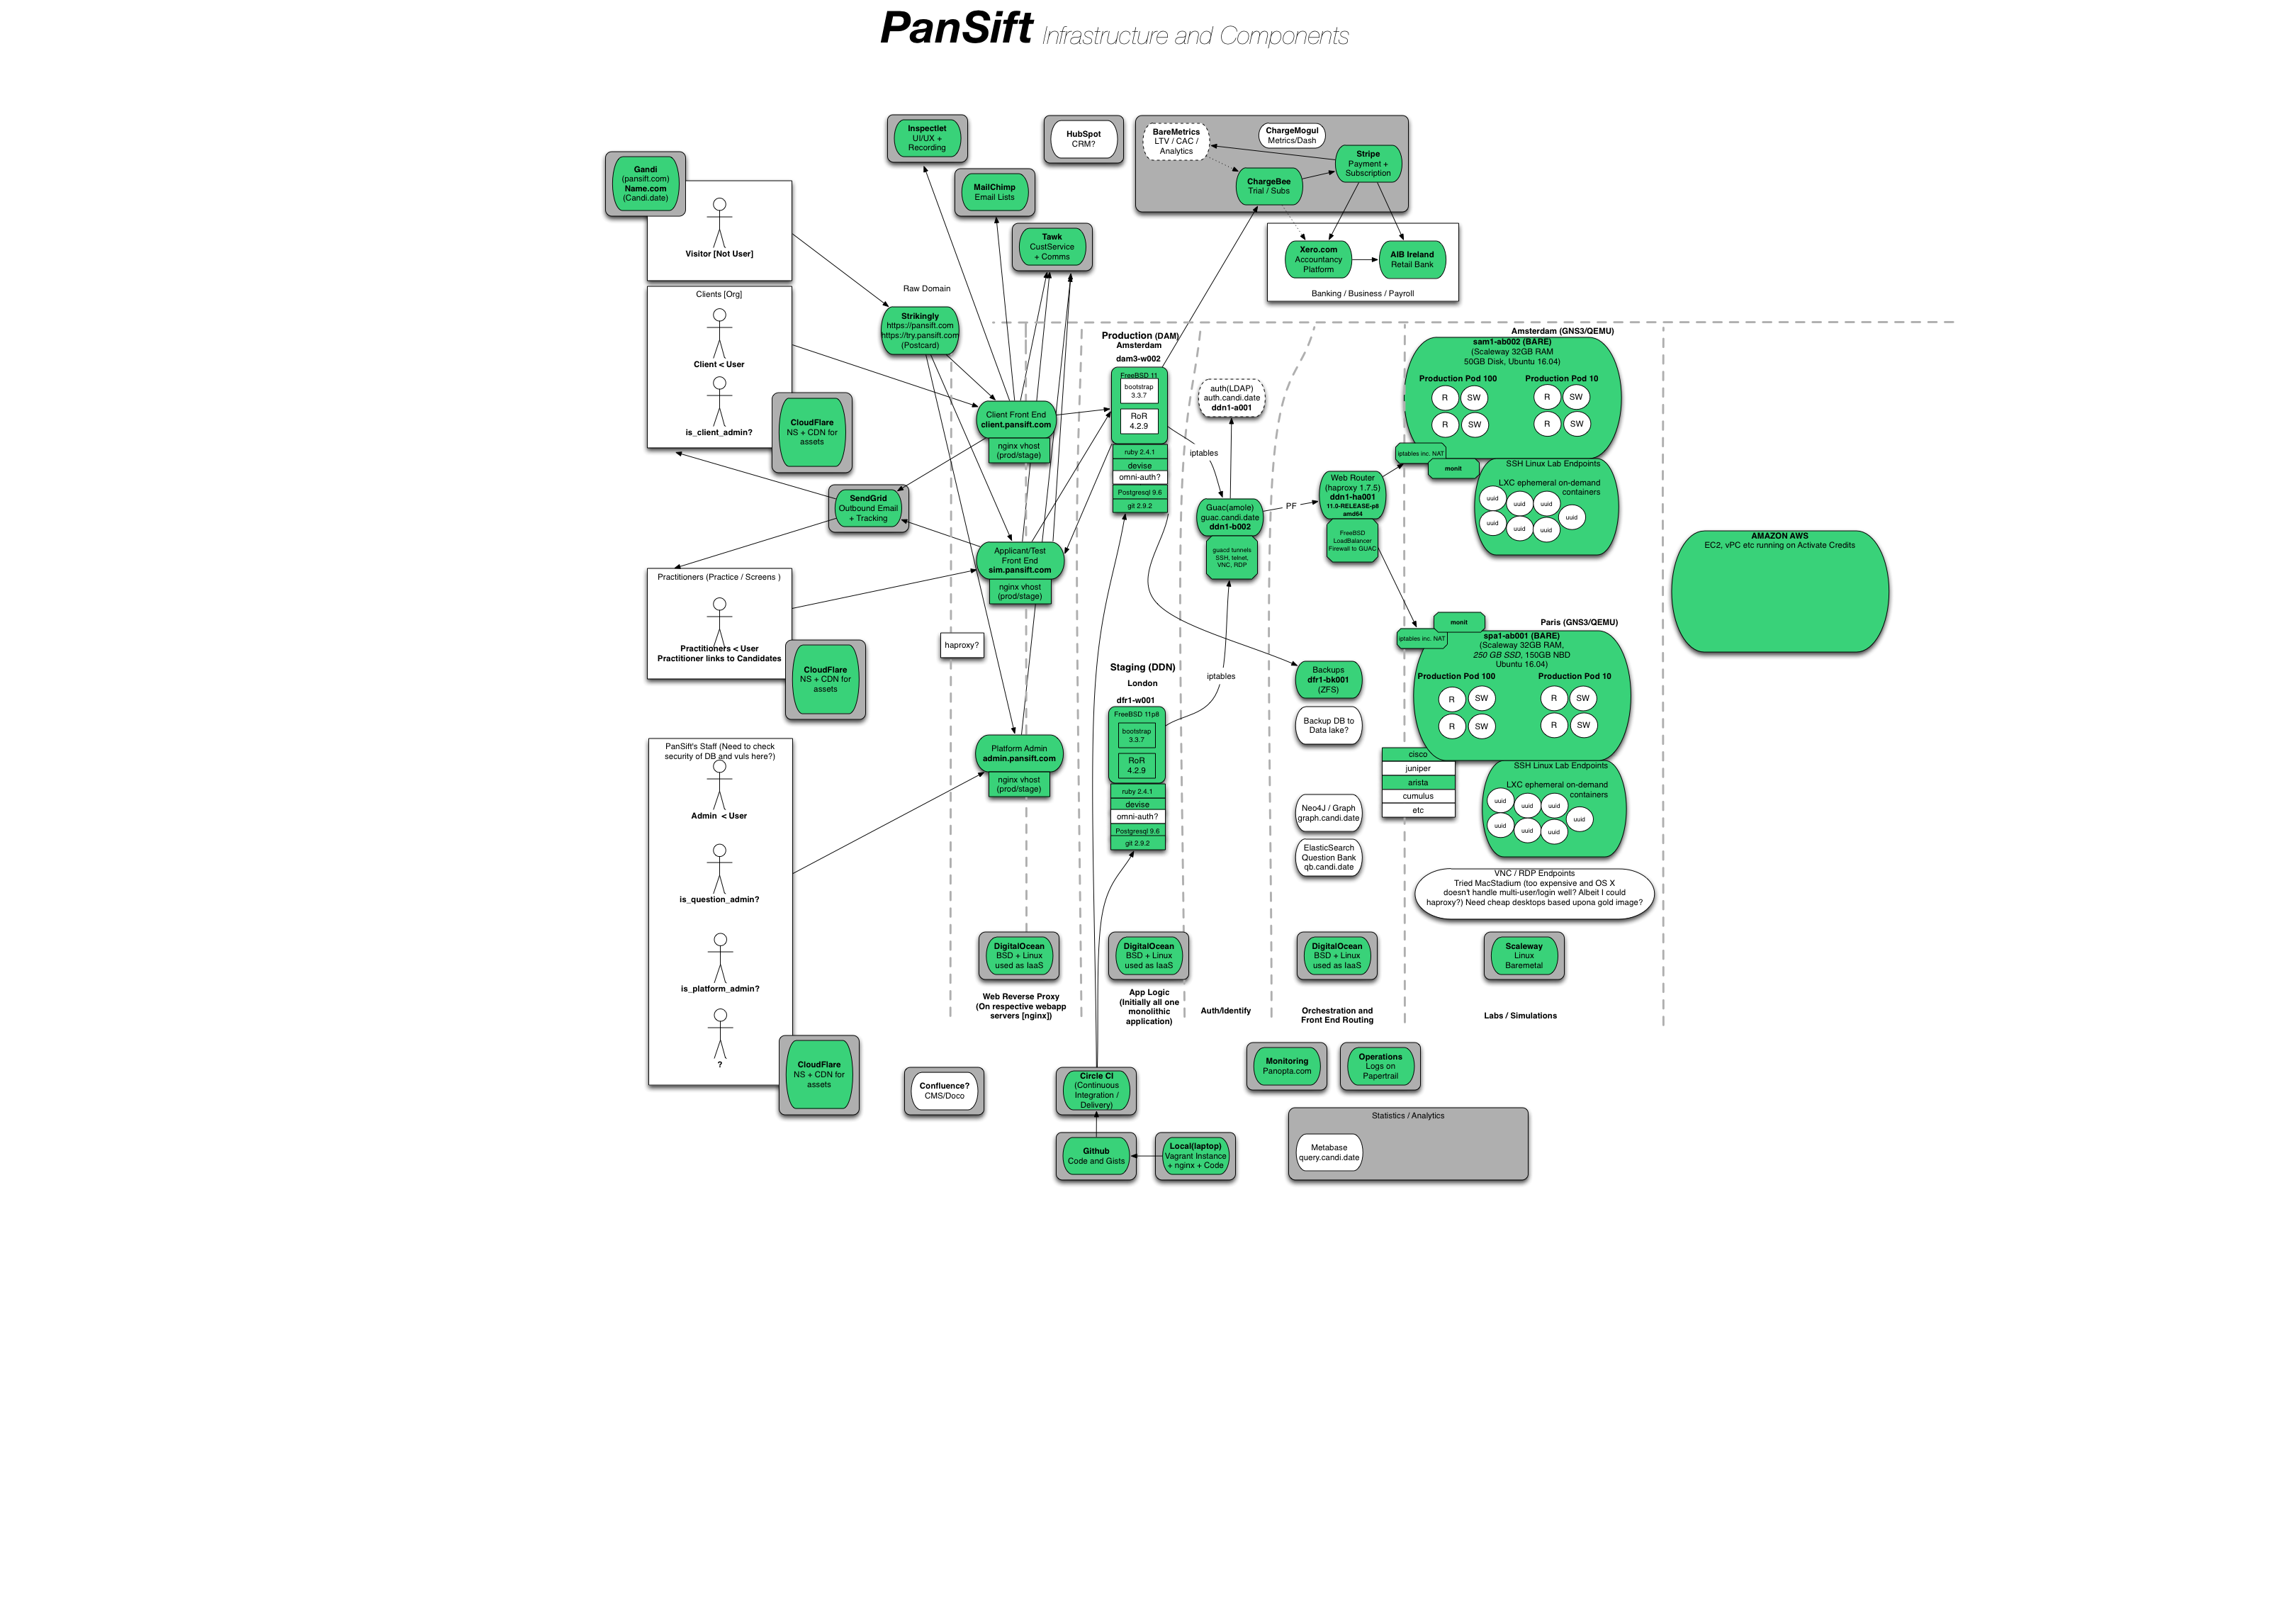 PanSift Infrastructure and Components
Inspectlet
UI/UX +
Recording
HubSpot
CRM?
BareMetrics
LTV / CAC /
Analytics
ChargeMogul
Metrics/Dash
Stripe
Payment +
Subscription
ChargeBee
Trial / Subs
Gandi
(pansift.com)
Name.com
(Candi.date)
Visitor [Not User]
MailChimp
Email Lists
Tawk
CustService
+ Comms
Xero.com
Accountancy
Platform
AIB Ireland
Retail Bank
Banking / Business / Payroll
Clients [Org]
Client < User
is_client_admin?
CloudFlare
NS + CDN for
assets
Raw Domain
Strikingly
https://pansift.com
https://try.pansift.com
(Postcard)
Client Front End
client.pansift.com
nginx vhost
(prod/stage)
SendGrid
Outbound Email
+ Tracking
Applicant/Test
Front End
sim.pansift.com
nginx vhost
(prod/stage)
Practitioners (Practice / Screens )
Practitioners < User
Practitioner links to Candidates
CloudFlare
NS + CDN for
assets
haproxy?
PanSift's Staff (Need to check
security of DB and vuls here?)
Admin < User
is_question_admin?
is_platform_admin?
?
CloudFlare
NS + CDN for
assets
Platform Admin
admin.pansift.com
nginx vhost
(prod/stage)
Production (DAM)
Amsterdam
dam3-w002
FreeBSD 11
bootstrap
3.3.7
RoR
4.2.9
ruby 2.4.1
devise
omni-auth?
Postgresql 9.6
git 2.9.2
iptables
auth(LDAP)
auth.candi.date
ddn1-a001
Guac(amole)
guac.candi.date
ddn1-b002
guacd tunnels
SSH, telnet,
VNC, RDP
PF
Web Router
(haproxy 1.7.5)
ddn1-ha001
11.0-RELEASE-p8
amd64
FreeBSD
LoadBalancer
Firewall to GUAC
Staging (DDN)
London
dfr1-w001
FreeBSD 11p8
bootstrap
3.3.7
RoR
4.2.9
ruby 2.4.1
devise
omni-auth?
Postgresql 9.6
git 2.9.2
iptables
Backups
dfr1-bk001
(ZFS)
Backup DB to
Data lake?
Neo4J / Graph
graph.candi.date
ElasticSearch
Question Bank
qb.candi.date
Amsterdam (GNS3/QEMU)
sam1-ab002 (BARE)
(Scaleway 32GB RAM
50GB Disk, Ubuntu 16.04)
Production Pod 100
Production Pod 10
R SW R SW
R SW R SW
iptables inc. NAT
monit
SSH Linux Lab Endpoints
LXC ephemeral on-demand
containers
uuid uuid uuid
uuid
uuid uuid uuid
AMAZON AWS
EC2, vPC etc running on Activate Credits
monit
iptables inc. NAT
Paris (GNS3/QEMU)
spa1-ab001 (BARE)
(Scaleway 32GB RAM,
250 GB SSD, 150GB NBD
Ubuntu 16.04)
Production Pod 100
Production Pod 10
R SW R SW
R SW R SW
cisco
juniper
arista
cumulus
etc
SSH Linux Lab Endpoints
LXC ephemeral on-demand
containers
uuid uuid uuid
uuid
uuid uuid uuid
VNC / RDP Endpoints
Tried MacStadium (too expensive and OS X
doesn't handle multi-user/login well? Albeit I could
haproxy?) Need cheap desktops based upona gold image?
DigitalOcean
BSD + Linux
used as IaaS
DigitalOcean
BSD + Linux
used as IaaS
DigitalOcean
BSD + Linux
used as IaaS
Scaleway
Linux
Baremetal
Web Reverse Proxy
(On respective webapp
servers [nginx])
App Logic
(Initially all one
monolithic
application)
Auth/Identify
Orchestration and
Front End Routing
Labs / Simulations
Confluence?
CMS/Doco
Circle CI
(Continuous
Integration /
Delivery)
Monitoring
Panopta.com
Operations
Logs on
Papertrail
Github
Code and Gists
Local(laptop)
Vagrant Instance
+ nginx + Code
Statistics / Analytics
Metabase
query.candi.date